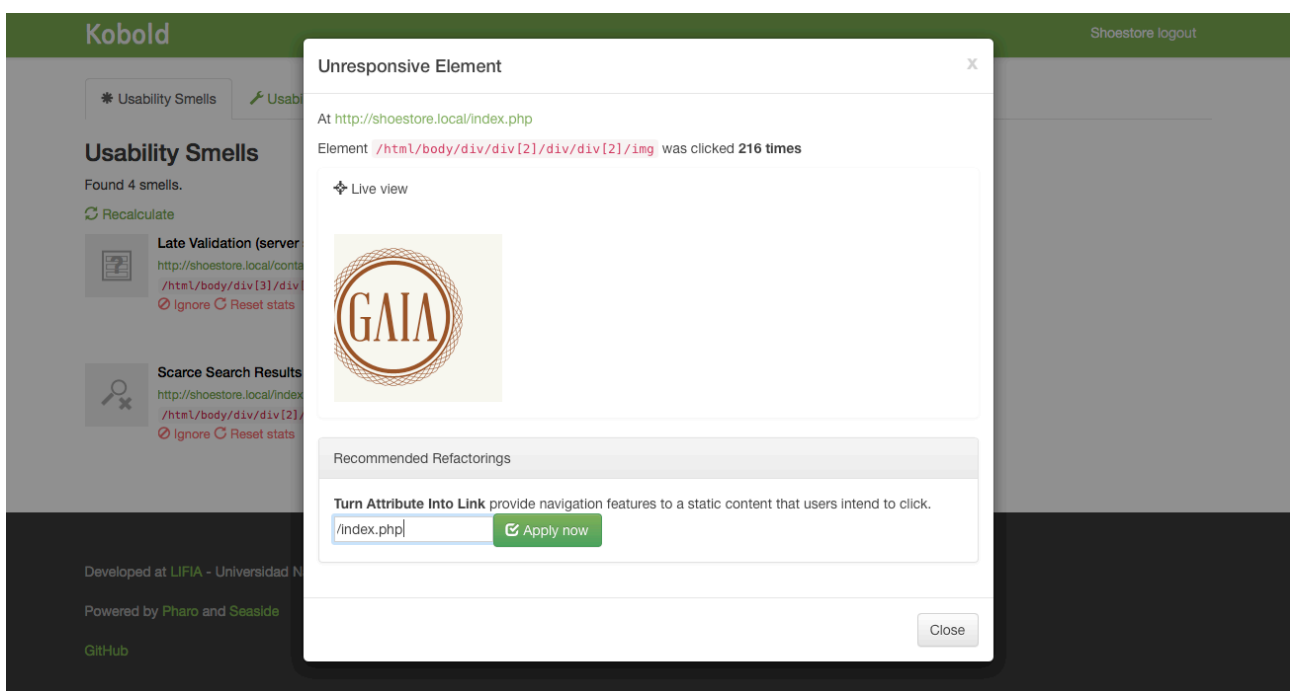 Kobold
Shoestore logout
Usability Smells
Usabi
Usability Smells
Found 4 smells.
Recalculate
Late Validation (server
http://shoestore.local/conta
/html/body/div[3]/div[
Ignore Reset stats
Scarce Search Results
http://shoestore.local/index
/html/body/div/div[2]/
Ignore Reset stats
Developed at LIFIA - Universidad N
Powered by Pharo and Seaside
GitHub
Unresponsive Element
x
At http://shoestore.local/index.php
Element /html/body/div/div[2]/div/div[2]/img was clicked 216 times
Live view
GAIA
Recommended Refactorings
Turn Attribute Into Link provide navigation features to a static content that users intend to click.
/index.php
Apply now
Close